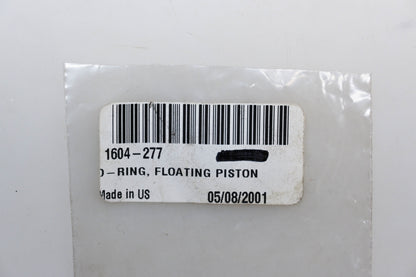 1604-277
O-RING, FLOATING PISTON
Made in US 05/08/2001